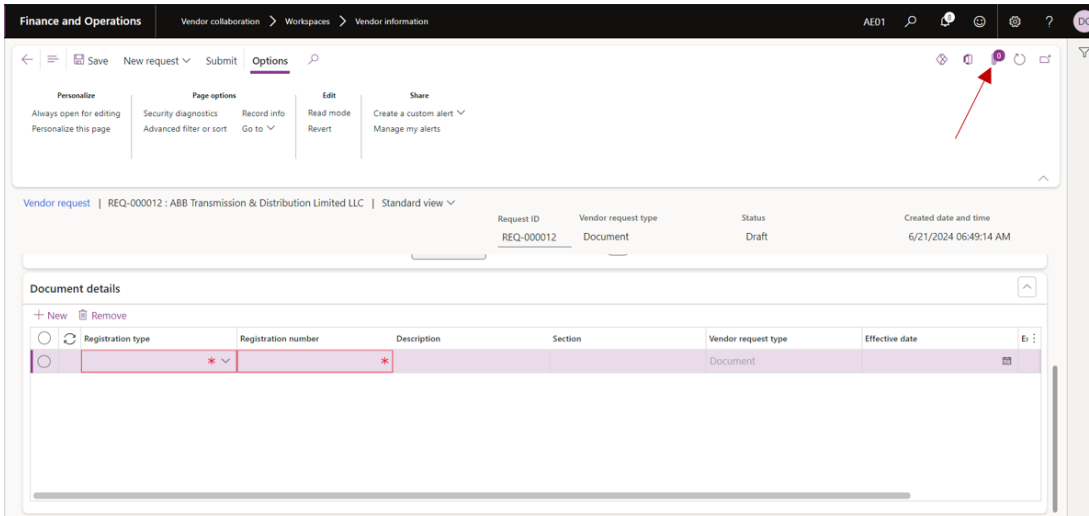 Finance and Operations
Vendor collaboration > Workspaces > Vendor information
AE01
8
?
DC
Save New request Submit Options
0
Personalize
Always open for editing
Personalize this page
Page options
Security diagnostics Record info
Advanced filter or sort Go to
Edit
Read mode
Revert
Share
Create a custom alert
Manage my alerts
Vendor request | REQ-000012 : ABB Transmission & Distribution Limited LLC | Standard view
Request ID Vendor request type Status Created date and time
REQ-000012 Document Draft 6/21/2024 06:49:14 AM
Document details
+ New Remove
Registration type Registration number Description Section Vendor request type Effective date
* * Document